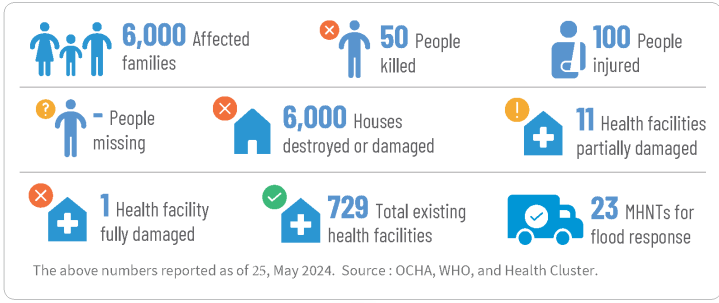 6,000 Affected
families
50 People
killed
100 People
injured
?
- People
missing
6,000 Houses
destroyed or damaged
!
11 Health facilities
partially damaged
1 Health facility
fully damaged
729 Total existing
health facilities
23 MHNTs for
flood response
The above numbers reported as of 25, May 2024. Source : OCHA, WHO, and Health Cluster.